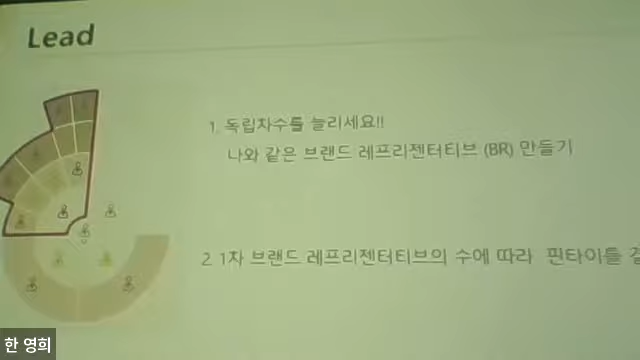 Lead
1. 독립차수를 늘리세요!!
나와 같은 브랜드 레프리젠터티브 (BR) 만들기
2. 1차 브랜드 레프리젠터티브의 수에 따라 핀타이틀
한 영희